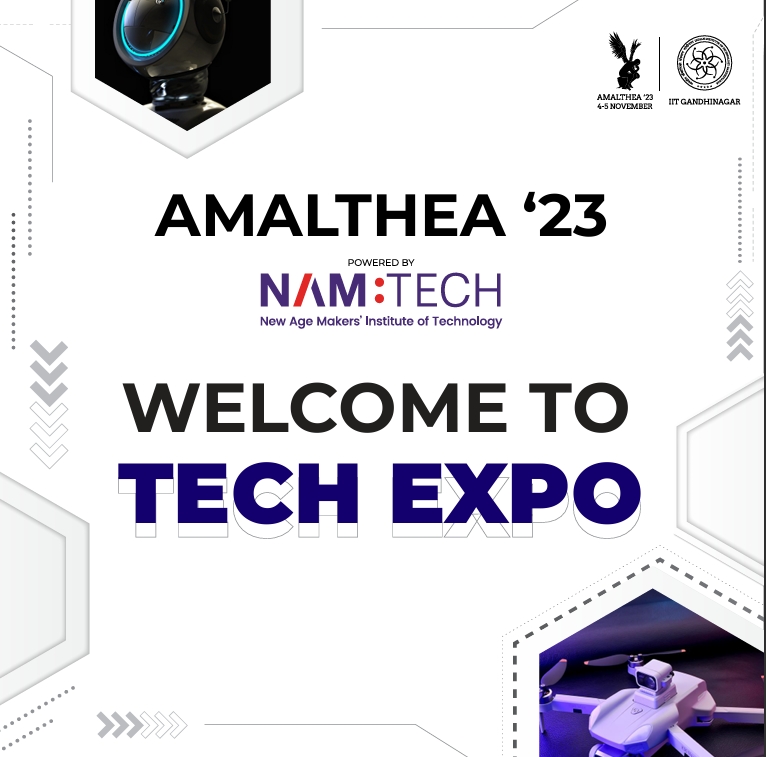 AMALTHEA '23
4-5 NOVEMBER
IIT GANDHINAGAR
AMALTHEA ‘23
POWERED BY
NAM:TECH
New Age Makers' Institute of Technology
WELCOME TO
TECH EXPO